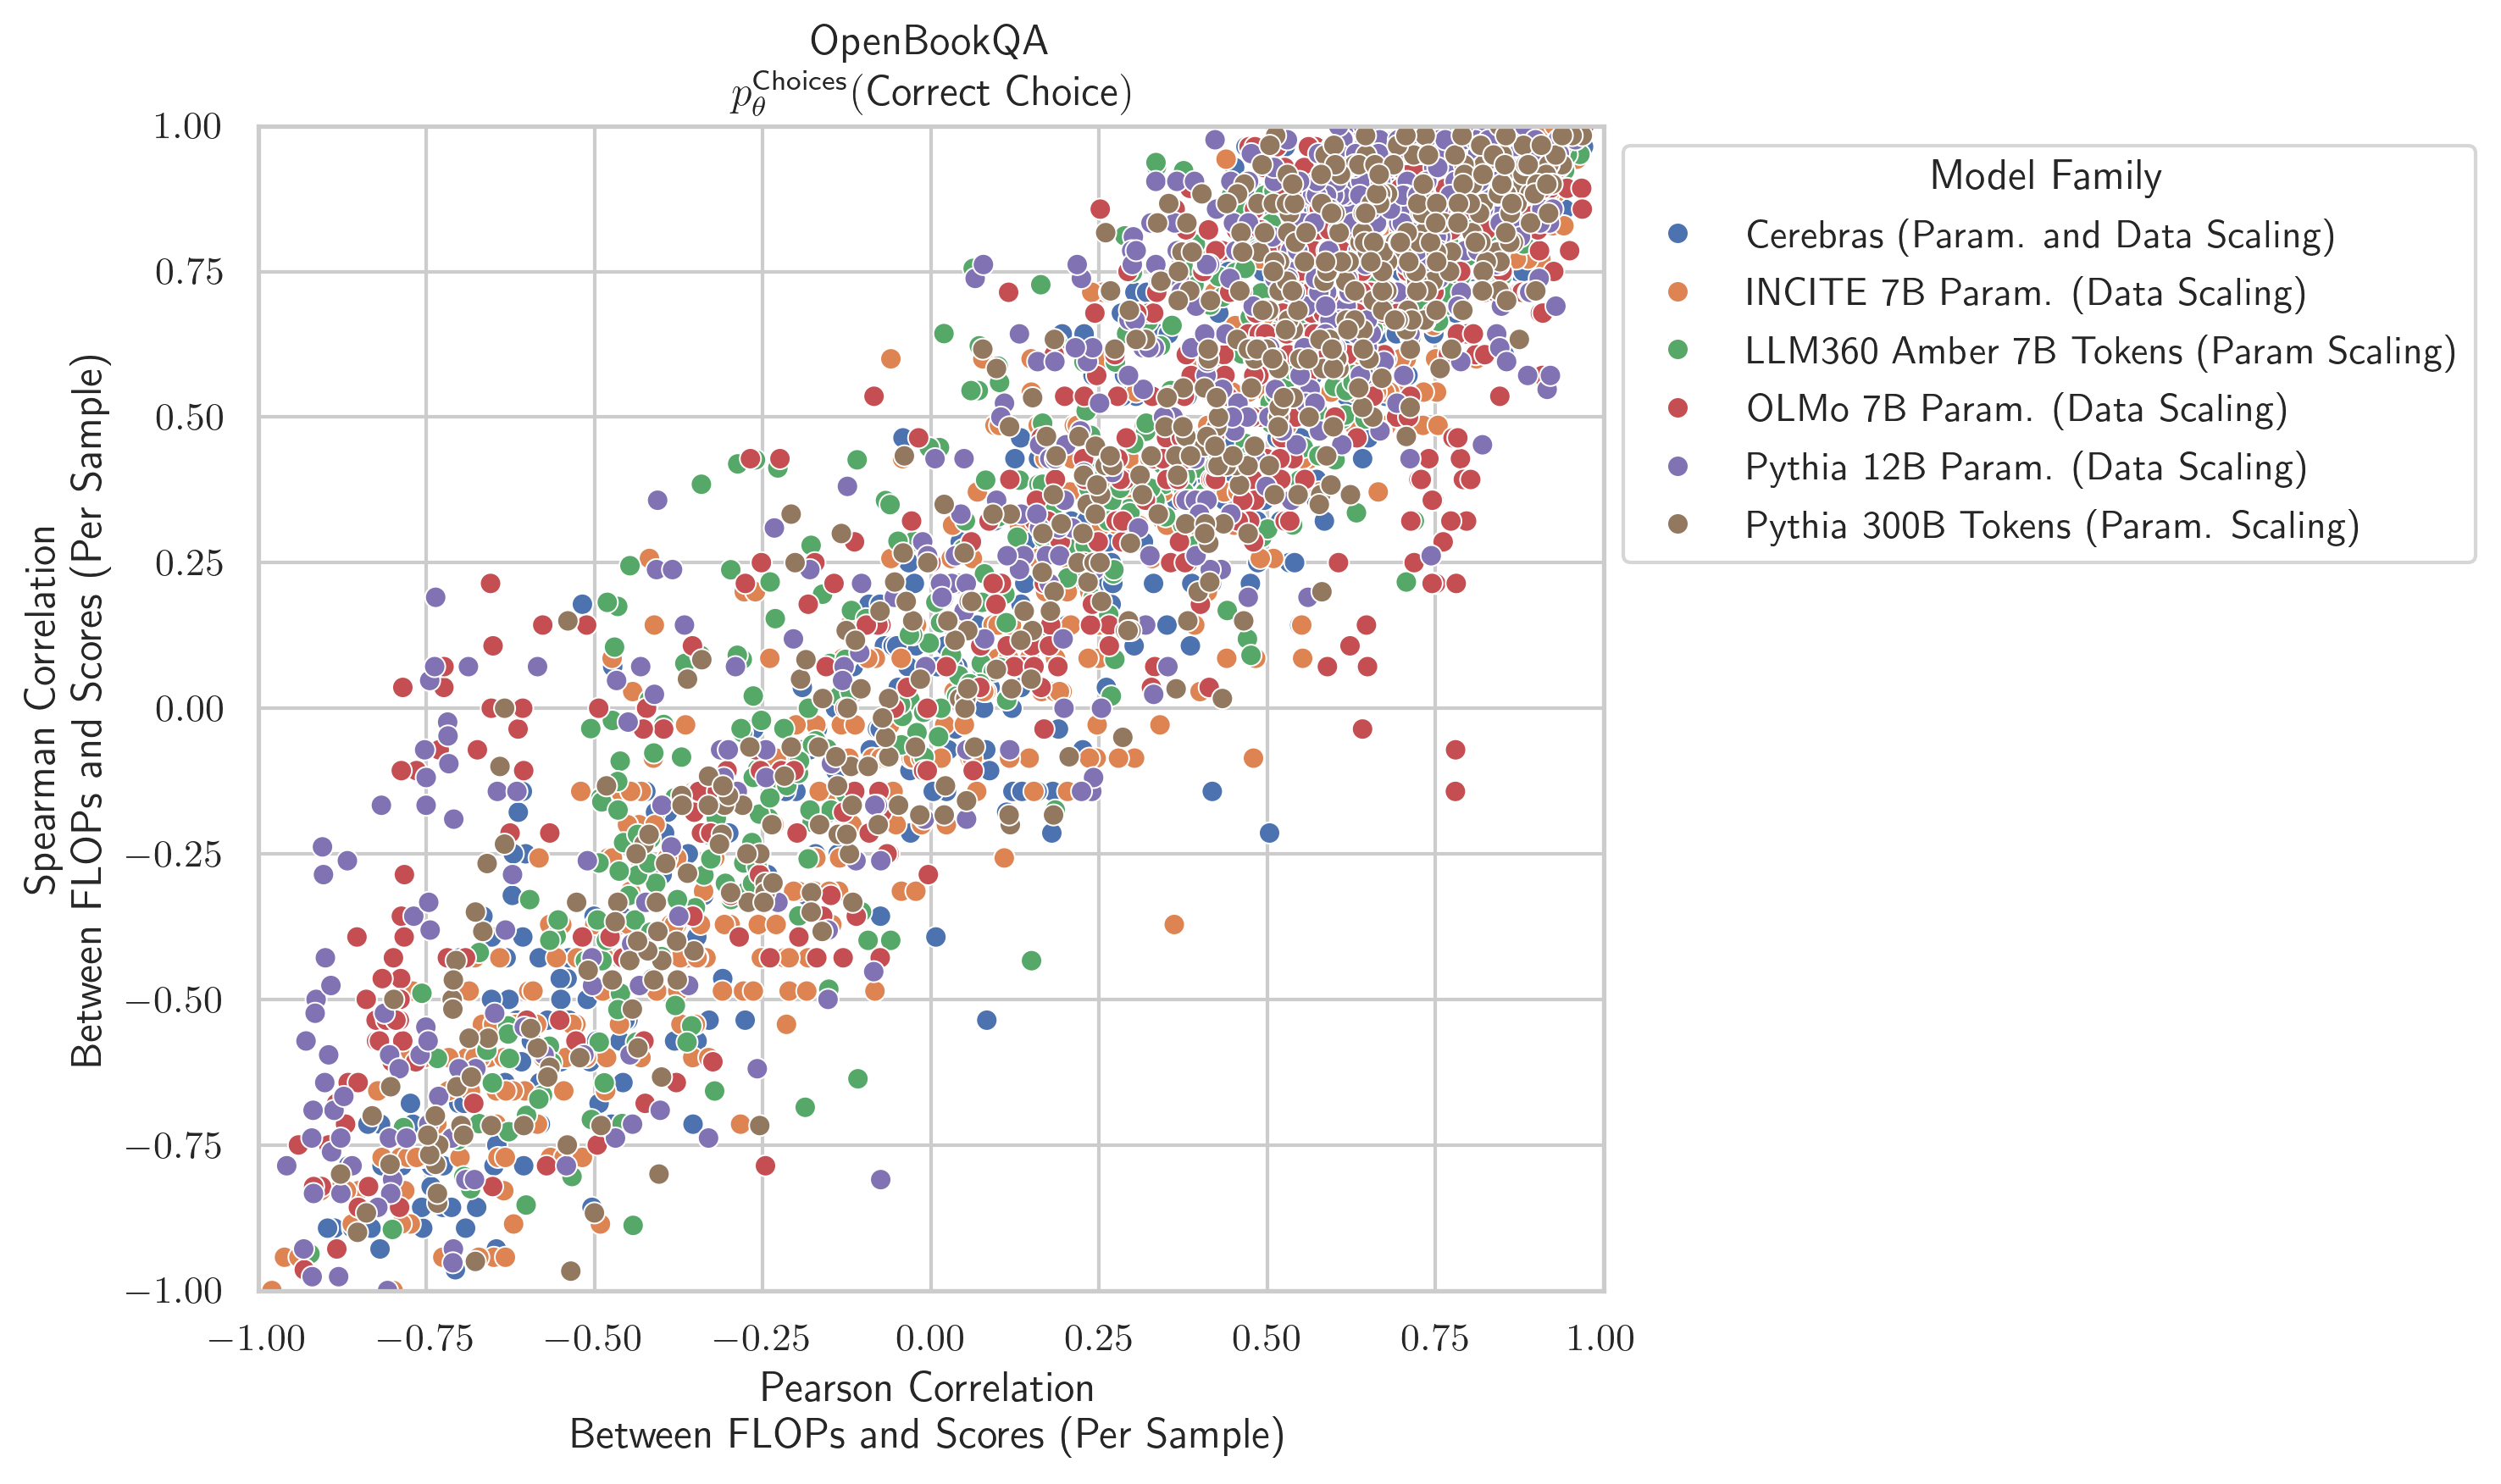 OpenBookQA
p_θ^Choices(Correct Choice)
1.00
0.75
0.50
0.25
0.00
−0.25
−0.50
−0.75
−1.00
Spearman Correlation
Between FLOPs and Scores (Per Sample)
−1.00 −0.75 −0.50 −0.25 0.00 0.25 0.50 0.75 1.00
Pearson Correlation
Between FLOPs and Scores (Per Sample)
Model Family
Cerebras (Param. and Data Scaling)
INCITE 7B Param. (Data Scaling)
LLM360 Amber 7B Tokens (Param Scaling)
OLMo 7B Param. (Data Scaling)
Pythia 12B Param. (Data Scaling)
Pythia 300B Tokens (Param. Scaling)